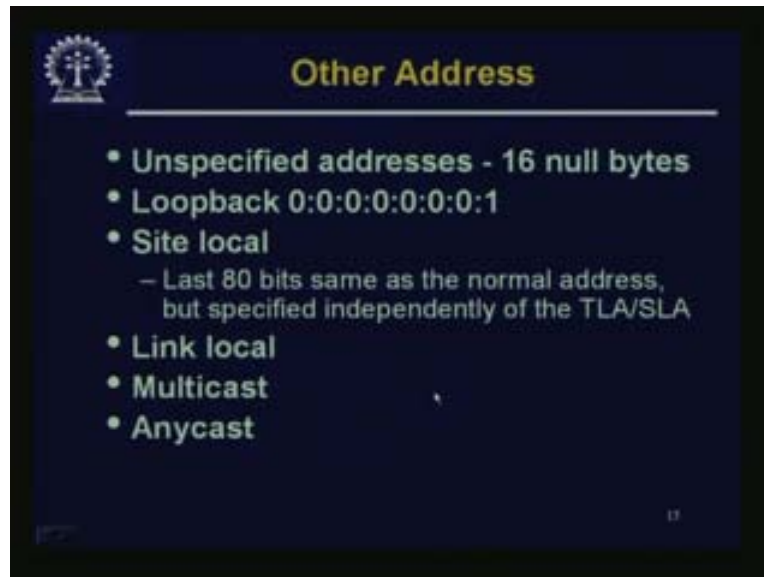 Other Address
• Unspecified addresses - 16 null bytes
• Loopback 0:0:0:0:0:0:0:1
• Site local
– Last 80 bits same as the normal address,
but specified independently of the TLA/SLA
• Link local
• Multicast
• Anycast
17